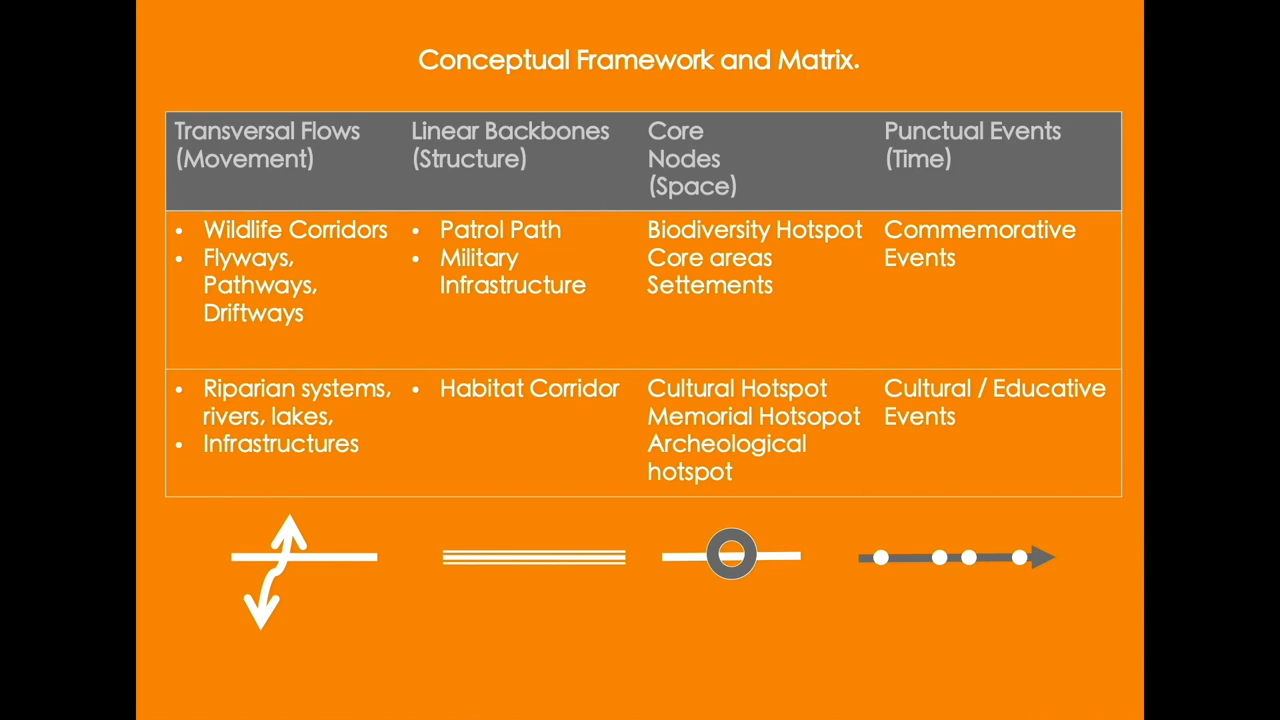 Conceptual Framework and Matrix.
Transversal Flows
(Movement)
Linear Backbones
(Structure)
Core
Nodes
(Space)
Punctual Events
(Time)
• Wildlife Corridors
• Flyways,
Pathways,
Driftways
• Patrol Path
• Military
Infrastructure
Biodiversity Hotspot
Core areas
Settements
Commemorative
Events
• Riparian systems,
rivers, lakes,
• Infrastructures
• Habitat Corridor
Cultural Hotspot
Memorial Hotsopot
Archeological
hotspot
Cultural / Educative
Events